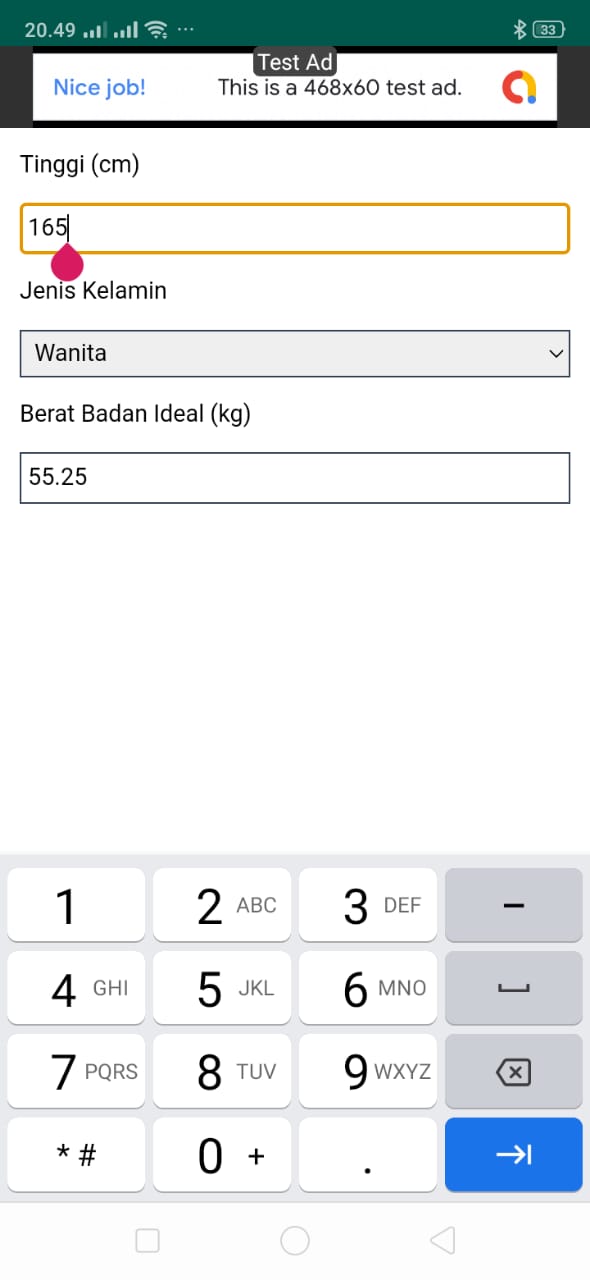 20.49
33
Test Ad
Nice job!
This is a 468x60 test ad.
Tinggi (cm)
165
Jenis Kelamin
Wanita
Berat Badan Ideal (kg)
55.25
1 2 ABC 3 DEF –
4 GHI 5 JKL 6 MNO
7 PQRS 8 TUV 9 WXYZ
* # 0 + .